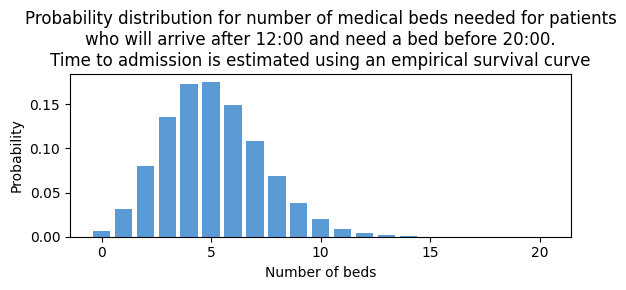 Probability distribution for number of medical beds needed for patients
who will arrive after 12:00 and need a bed before 20:00.
Time to admission is estimated using an empirical survival curve
Probability
0.15
0.10
0.05
0.00
0
5
10
15
20
Number of beds